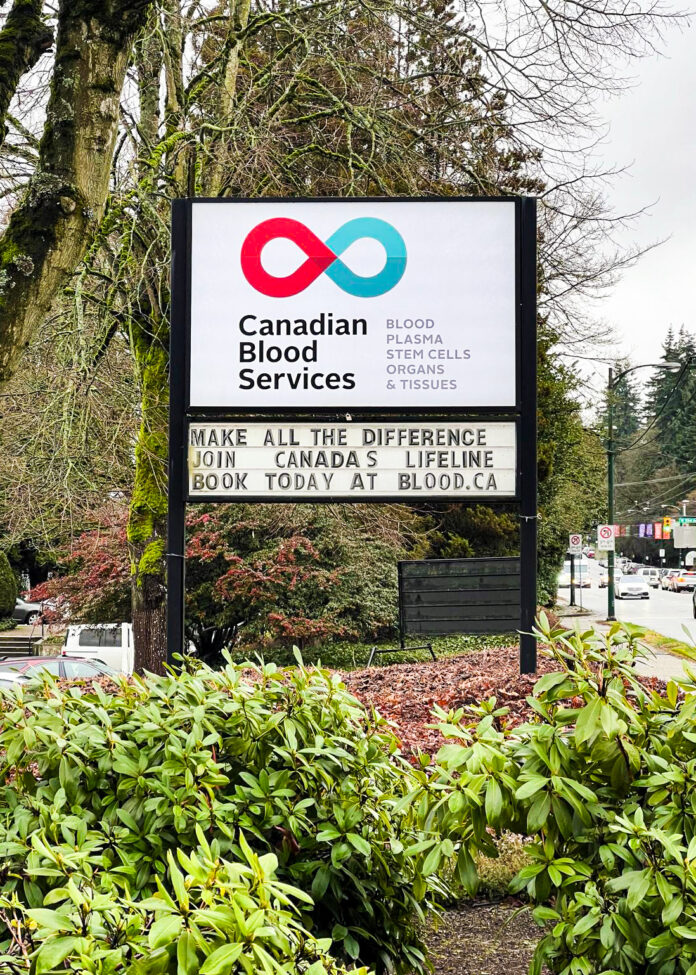 Canadian
Blood
Services
BLOOD
PLASMA
STEM CELLS
ORGANS
& TISSUES
MAKE ALL THE DIFFERENCE
JOIN CANADAS LIFELINE
BOOK TODAY AT BLOOD.CA